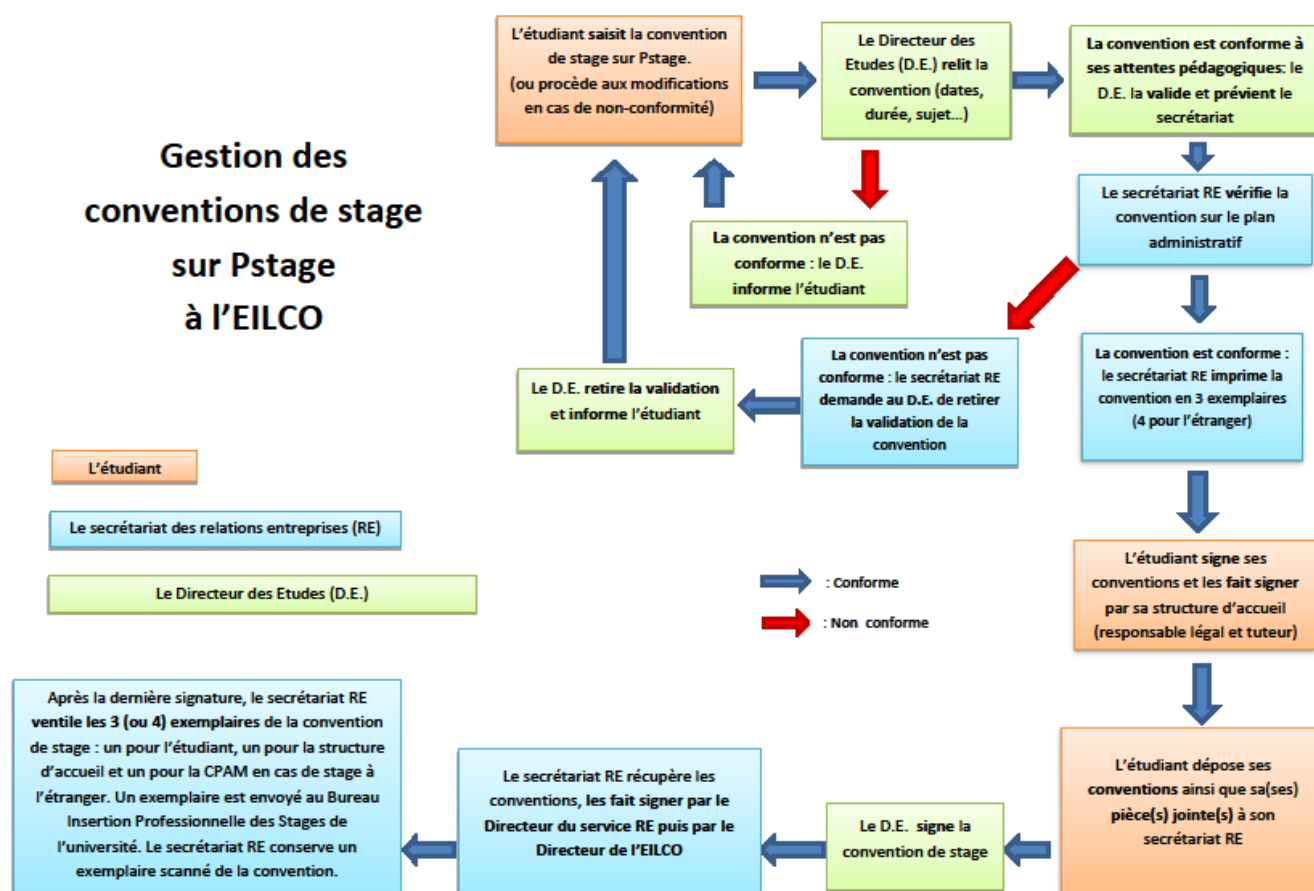 Gestion des
conventions de stage
sur Pstage
à l'EILCO
L'étudiant saisit la convention
de stage sur Pstage.
(ou procède aux modifications
en cas de non-conformité)
Le Directeur des
Etudes (D.E.) relit la
convention (dates,
durée, sujet...)
La convention est conforme à
ses attentes pédagogiques: le
D.E. la valide et prévient le
secrétariat
La convention n'est pas
conforme : le D.E.
informe l'étudiant
Le secrétariat RE vérifie la
convention sur le plan
administratif
La convention n'est pas
conforme : le secrétariat RE
demande au D.E. de retirer
la validation de la
convention
Le D.E. retire la validation
et informe l'étudiant
La convention est conforme :
le secrétariat RE imprime la
convention en 3 exemplaires
(4 pour l'étranger)
L'étudiant
Le secrétariat des relations entreprises (RE)
Le Directeur des Etudes (D.E.)
: Conforme
: Non conforme
L'étudiant signe ses
conventions et les fait signer
par sa structure d'accueil
(responsable légal et tuteur)
L'étudiant dépose ses
conventions ainsi que sa(ses)
pièce(s) jointe(s) à son
secrétariat RE
Le D.E. signe la
convention de stage
Le secrétariat RE récupère les
conventions, les fait signer par le
Directeur du service RE puis par le
Directeur de l'EILCO
Après la dernière signature, le secrétariat RE
ventile les 3 (ou 4) exemplaires de la convention
de stage : un pour l'étudiant, un pour la structure
d'accueil et un pour la CPAM en cas de stage à
l'étranger. Un exemplaire est envoyé au Bureau
Insertion Professionnelle des Stages de
l'université. Le secrétariat RE conserve un
exemplaire scanné de la convention.